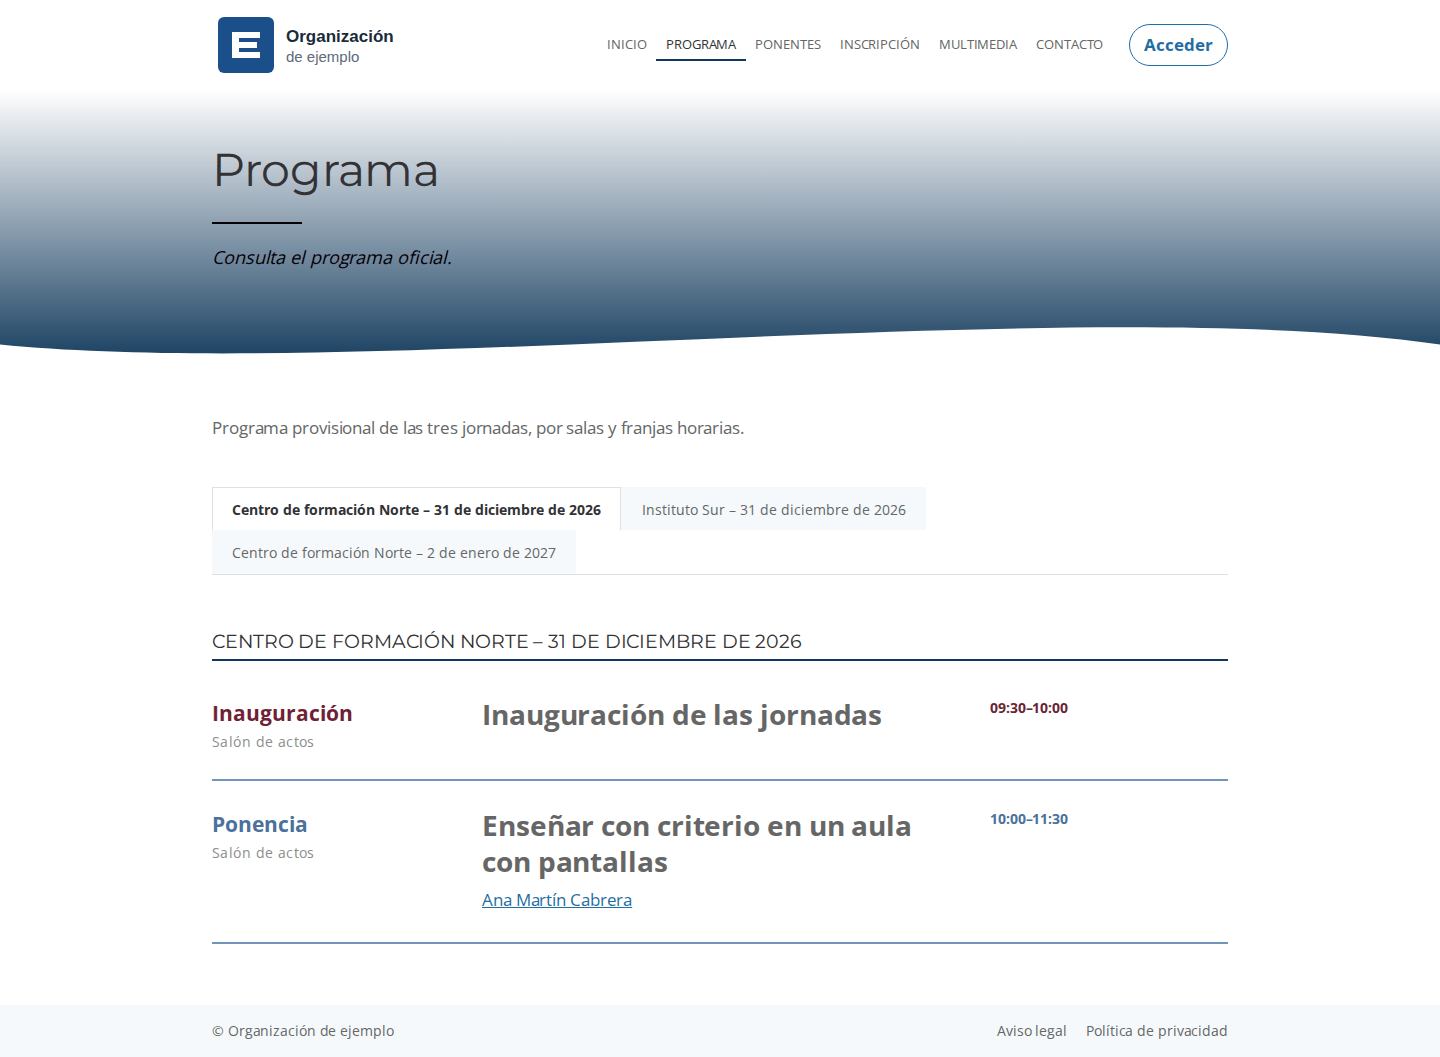 Organización
de ejemplo
INICIO PROGRAMA PONENTES INSCRIPCIÓN MULTIMEDIA CONTACTO Acceder
Programa
Consulta el programa oficial.
Programa provisional de las tres jornadas, por salas y franjas horarias.
Centro de formación Norte – 31 de diciembre de 2026 Instituto Sur – 31 de diciembre de 2026
Centro de formación Norte – 2 de enero de 2027
CENTRO DE FORMACIÓN NORTE – 31 DE DICIEMBRE DE 2026
Inauguración Inauguración de las jornadas 09:30–10:00
Salón de actos
Ponencia Enseñar con criterio en un aula 10:00–11:30
Salón de actos con pantallas
Ana Martín Cabrera
© Organización de ejemplo Aviso legal Política de privacidad